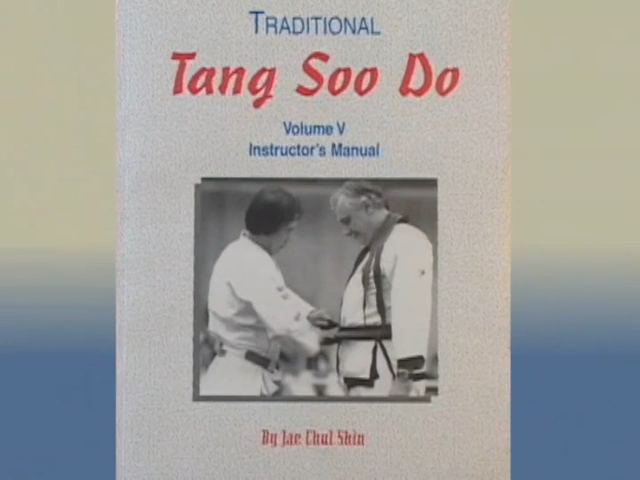 TRADITIONAL
Tang Soo Do
Volume V
Instructor's Manual
By Jae Chul Shin